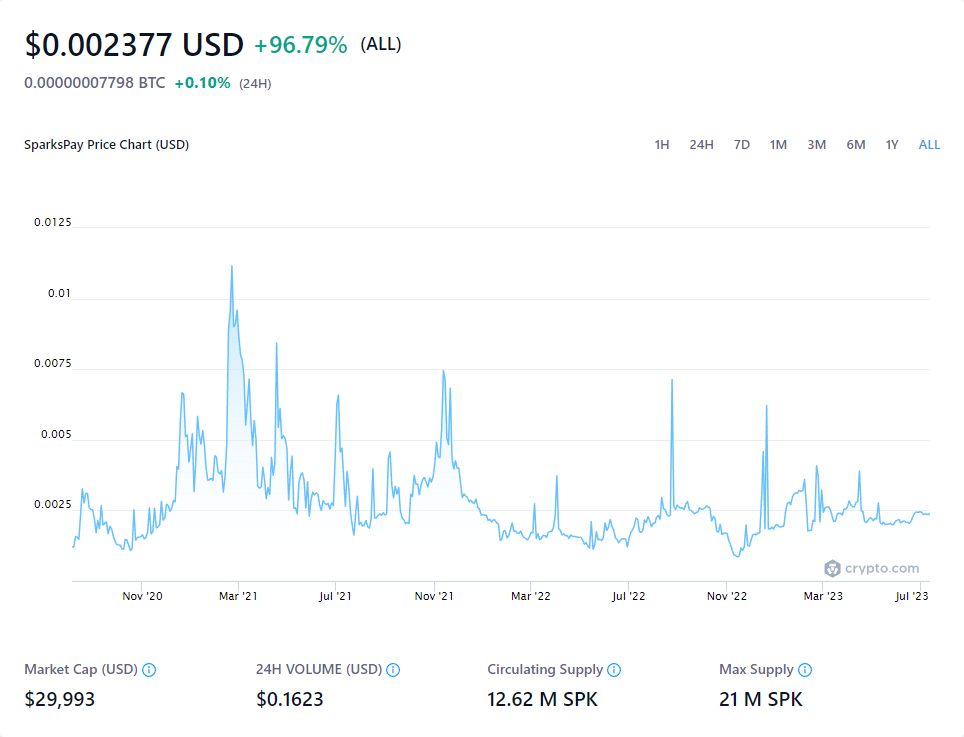 $0.002377 USD +96.79% (ALL)
0.00000007798 BTC +0.10% (24H)
SparksPay Price Chart (USD) 1H 24H 7D 1M 3M 6M 1Y ALL
0.0125
0.01
0.0075
0.005
0.0025
crypto.com
Nov '20 Mar '21 Jul '21 Nov '21 Mar '22 Jul '22 Nov '22 Mar '23 Jul '23
Market Cap (USD) 24H VOLUME (USD) Circulating Supply Max Supply
$29,993 $0.1623 12.62 M SPK 21 M SPK